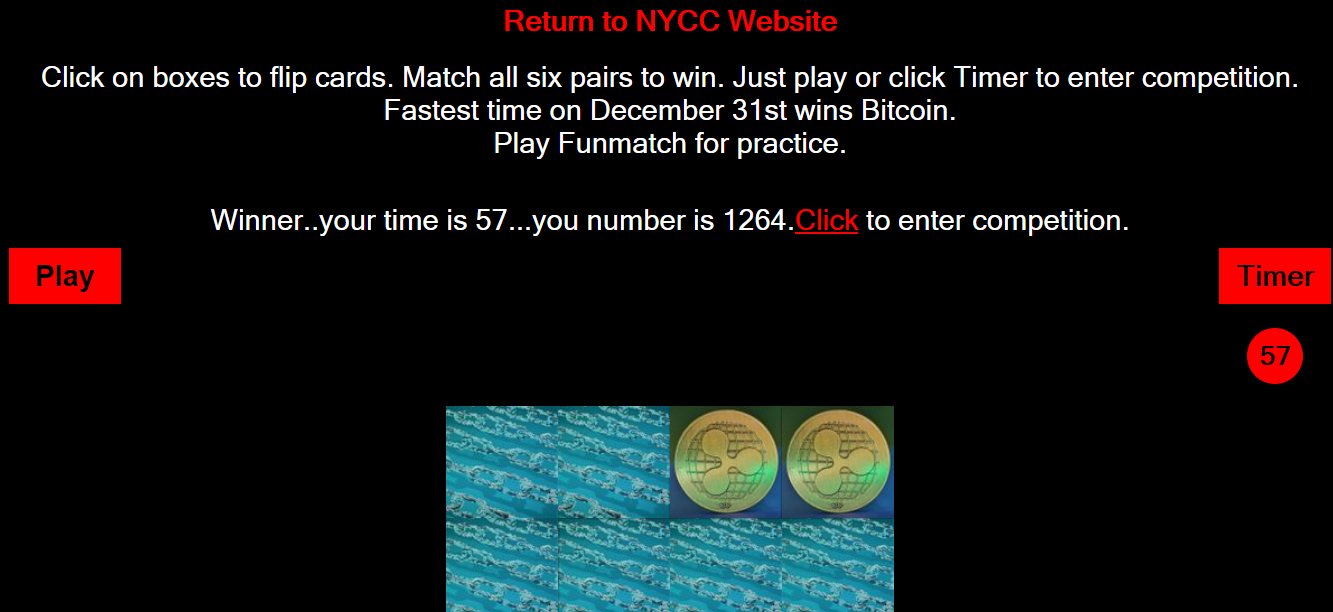 Return to NYCC Website
Click on boxes to flip cards. Match all six pairs to win. Just play or click Timer to enter competition.
Fastest time on December 31st wins Bitcoin.
Play Funmatch for practice.
Winner..your time is 57...you number is 1264.Click to enter competition.
Play
Timer
57